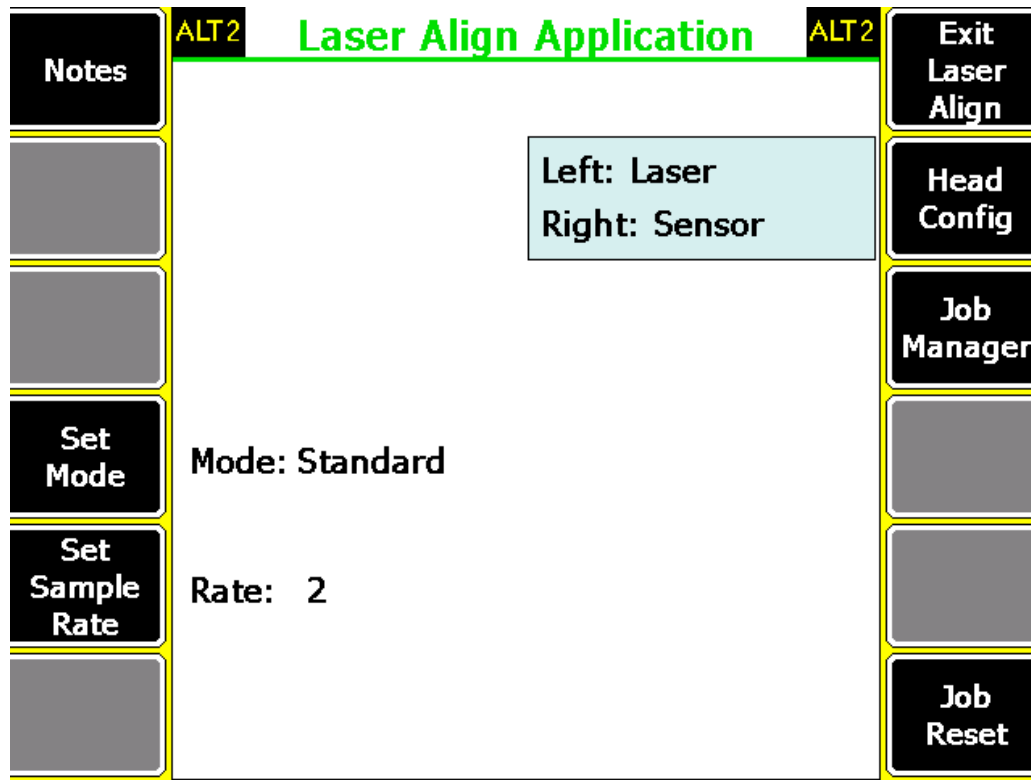 ALT2
Laser Align Application
ALT2
Notes
Exit
Laser
Align
Left: Laser
Right: Sensor
Head
Config
Job
Manager
Set
Mode
Mode: Standard
Set
Sample
Rate
Rate: 2
Job
Reset